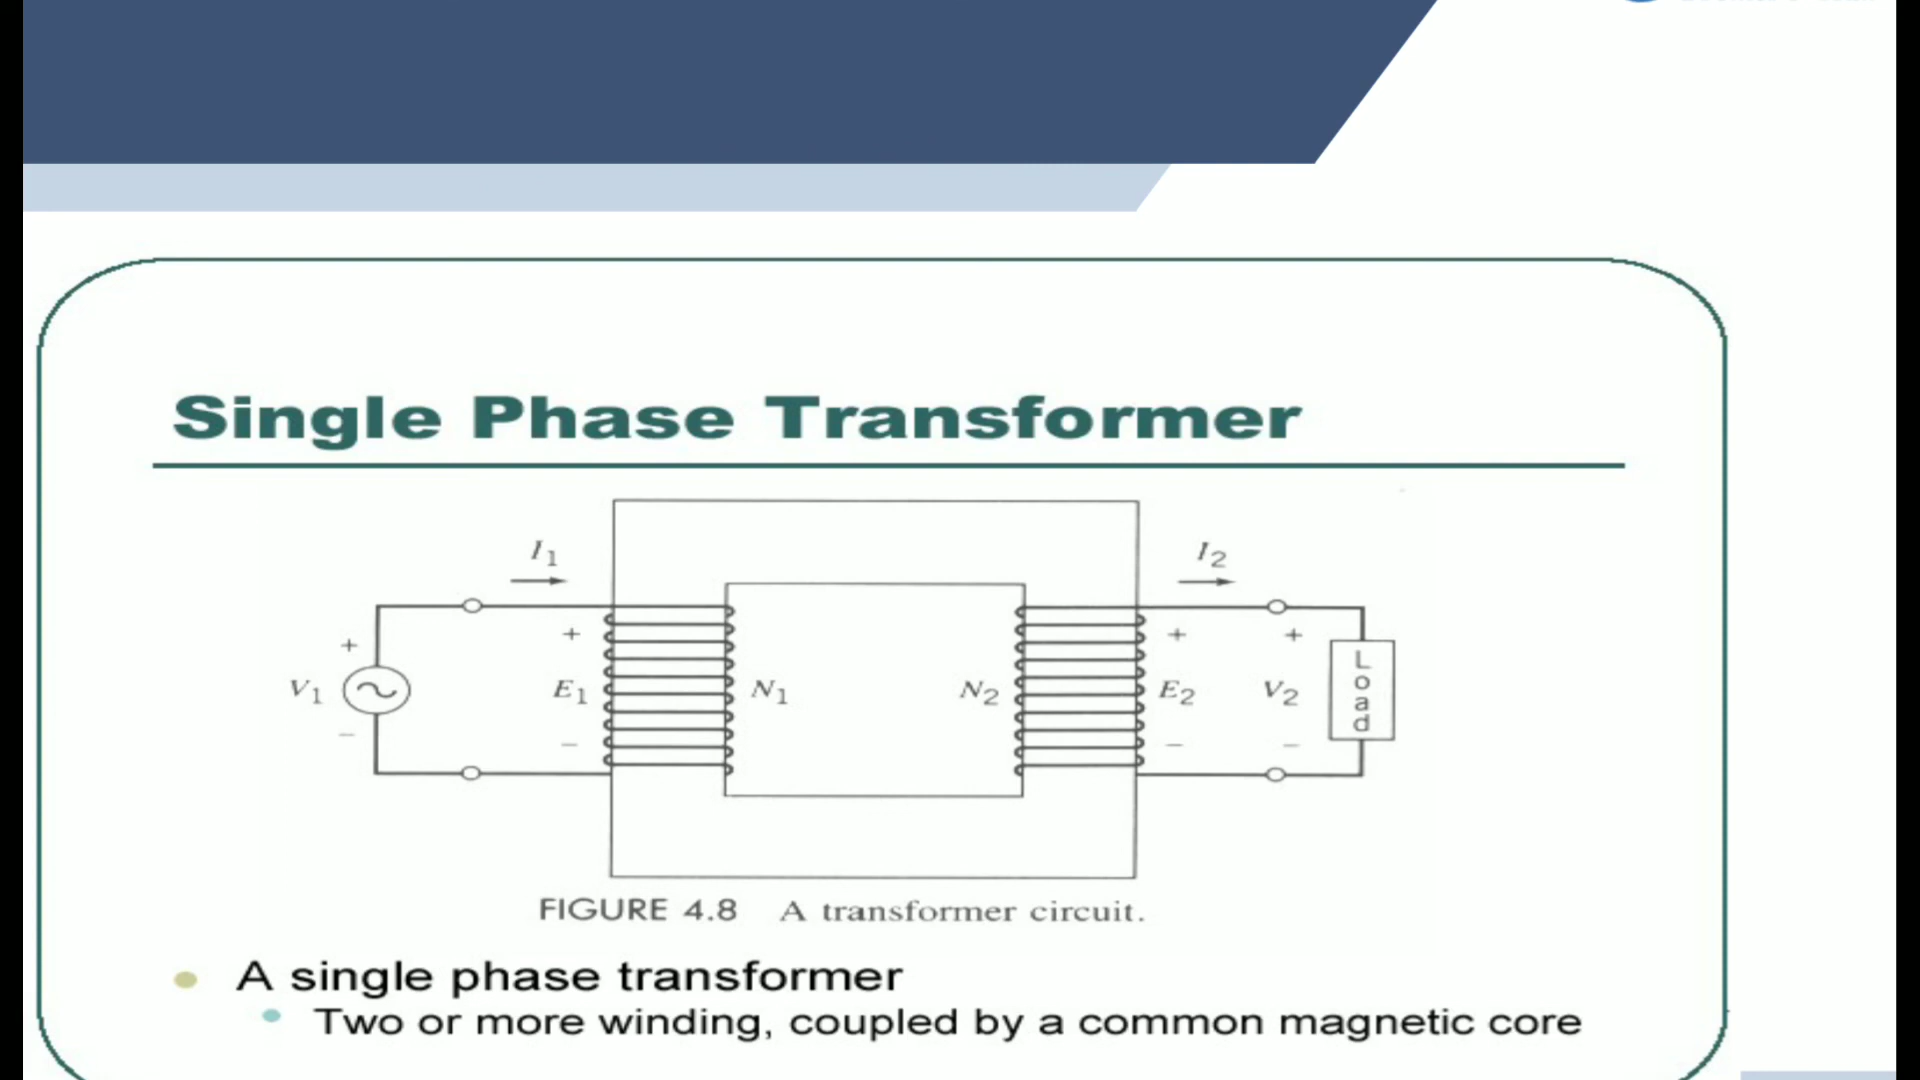 Single Phase Transformer
I1
I2
+ + + +
V1 E1 N1 N2 E2 V2 Load
− − − −
FIGURE 4.8 A transformer circuit.
A single phase transformer
Two or more winding, coupled by a common magnetic core